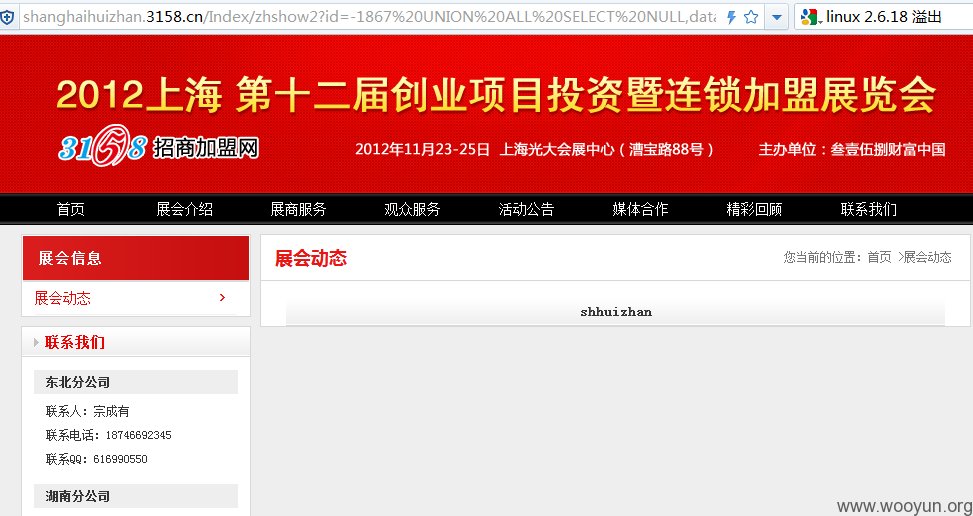 shanghaihuizhan.3158.cn/Index/zhshow2?id=-1867%20UNION%20ALL%20SELECT%20NULL,data
linux 2.6.18 溢出
2012上海 第十二届创业项目投资暨连锁加盟展览会
3158 招商加盟网
2012年11月23-25日 上海光大会展中心（漕宝路88号） 主办单位：叁壹伍捌财富中国
首页 展会介绍 展商服务 观众服务 活动公告 媒体合作 精彩回顾 联系我们
展会信息
展会动态 >
展会动态
您当前的位置：首页 >展会动态
shhuizhan
联系我们
东北分公司
联系人：宗成有
联系电话：18746692345
联系QQ：616990550
湖南分公司
www.wooyun.org